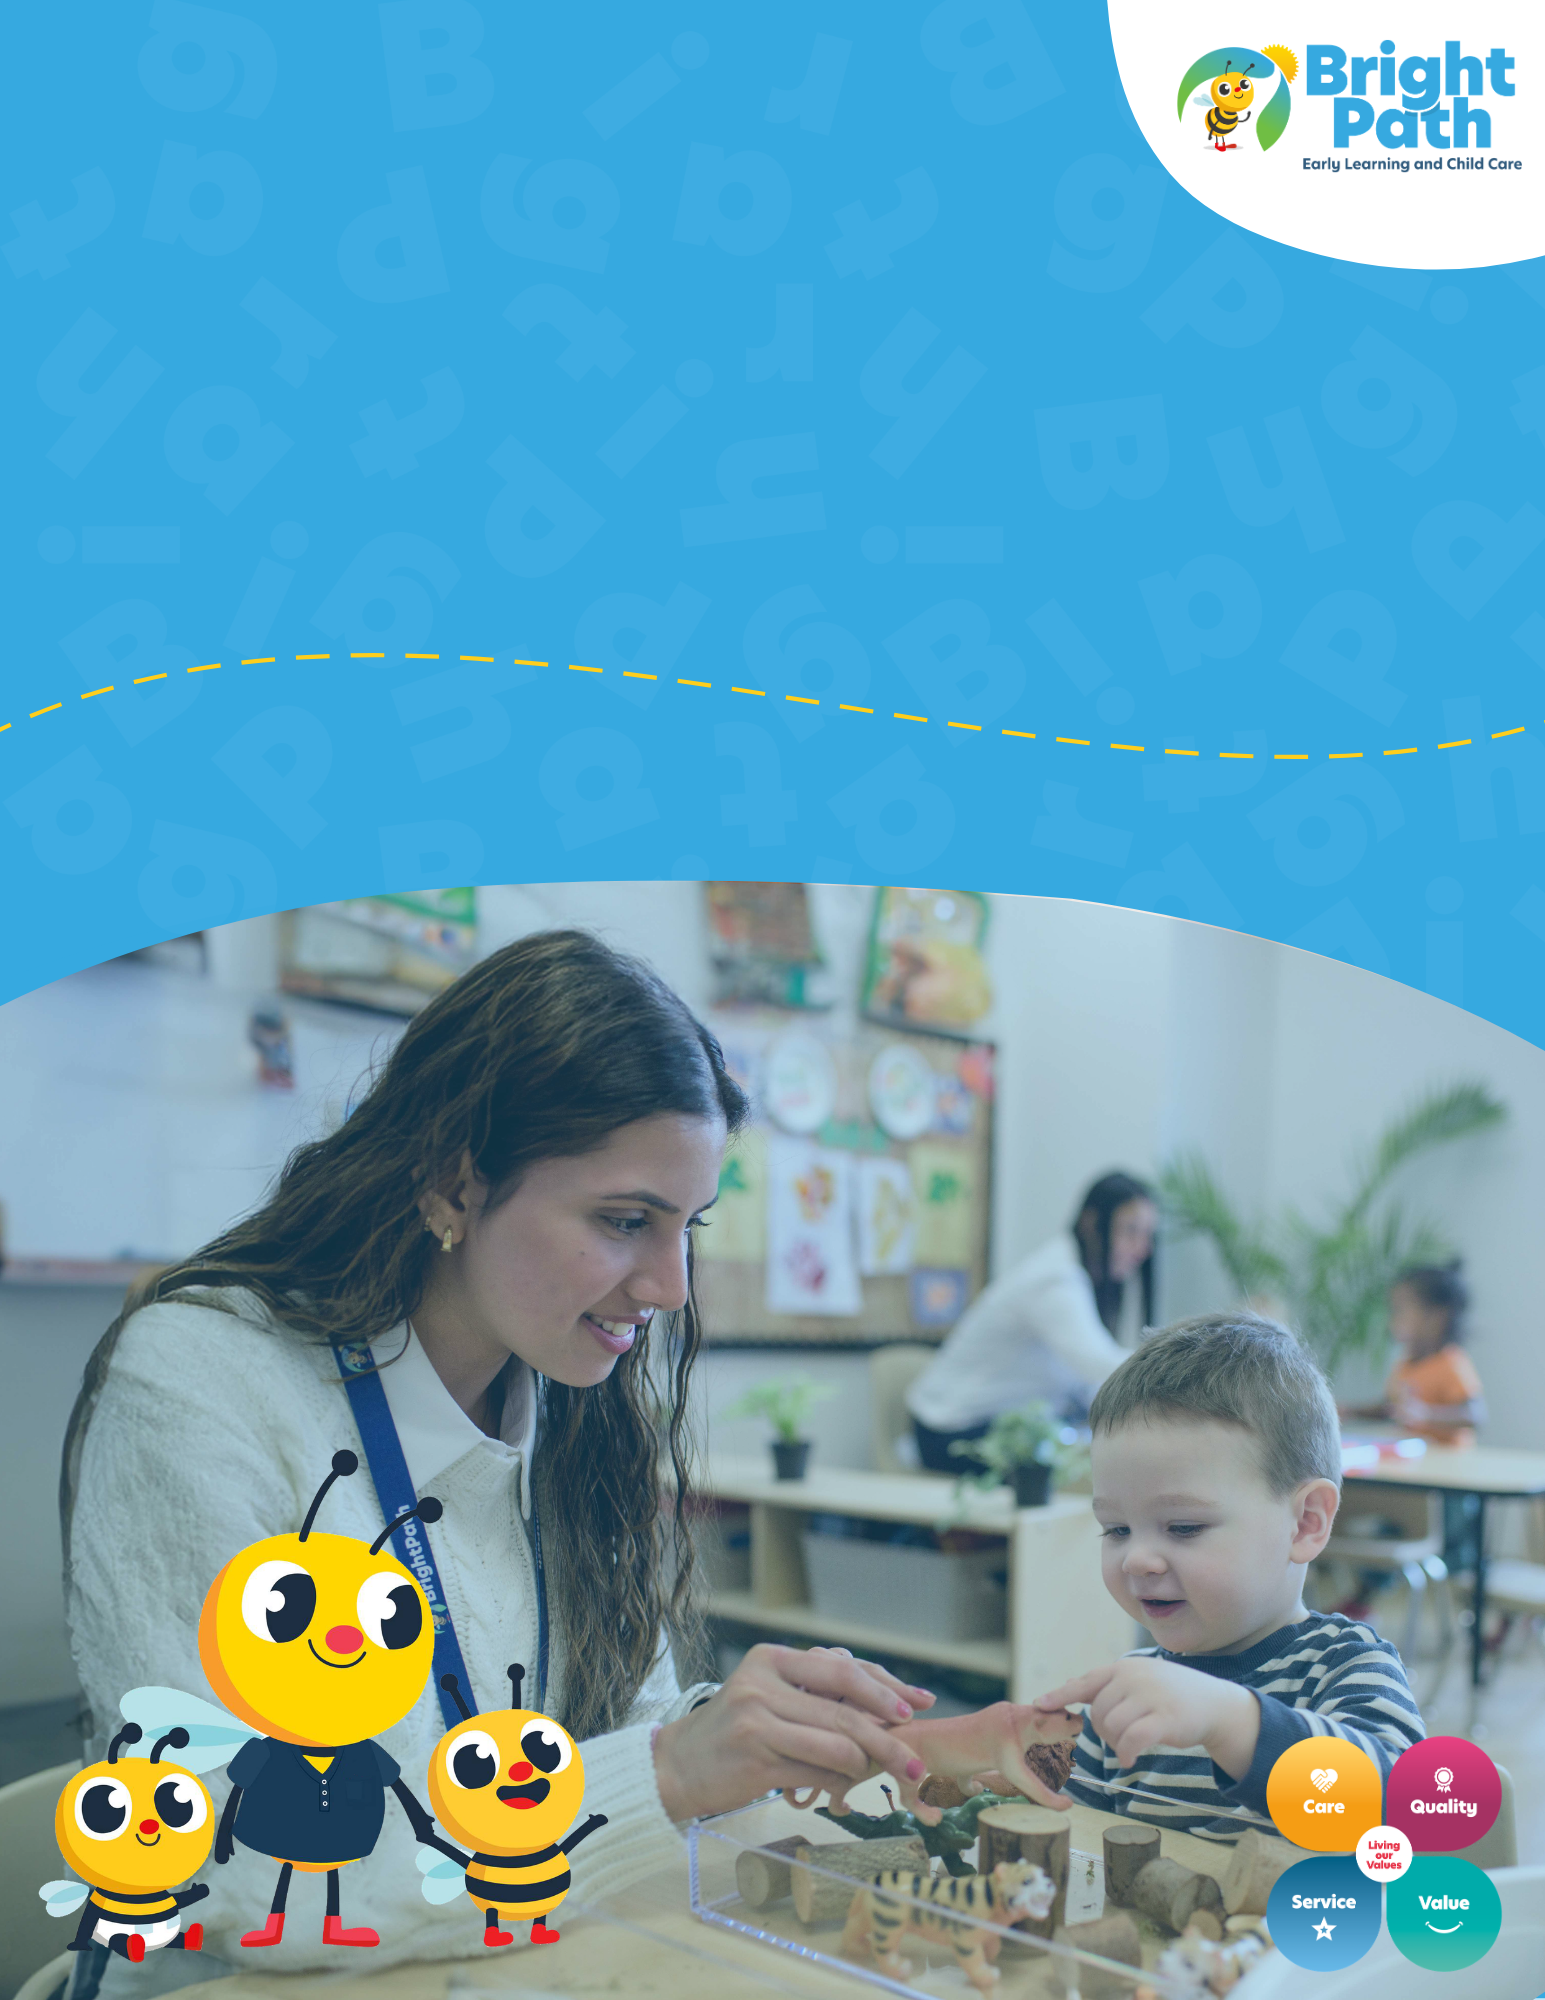 Bright
Path
Early Learning and Child Care
BrightPath
Care
Quality
Living
our
Values
Service
Value